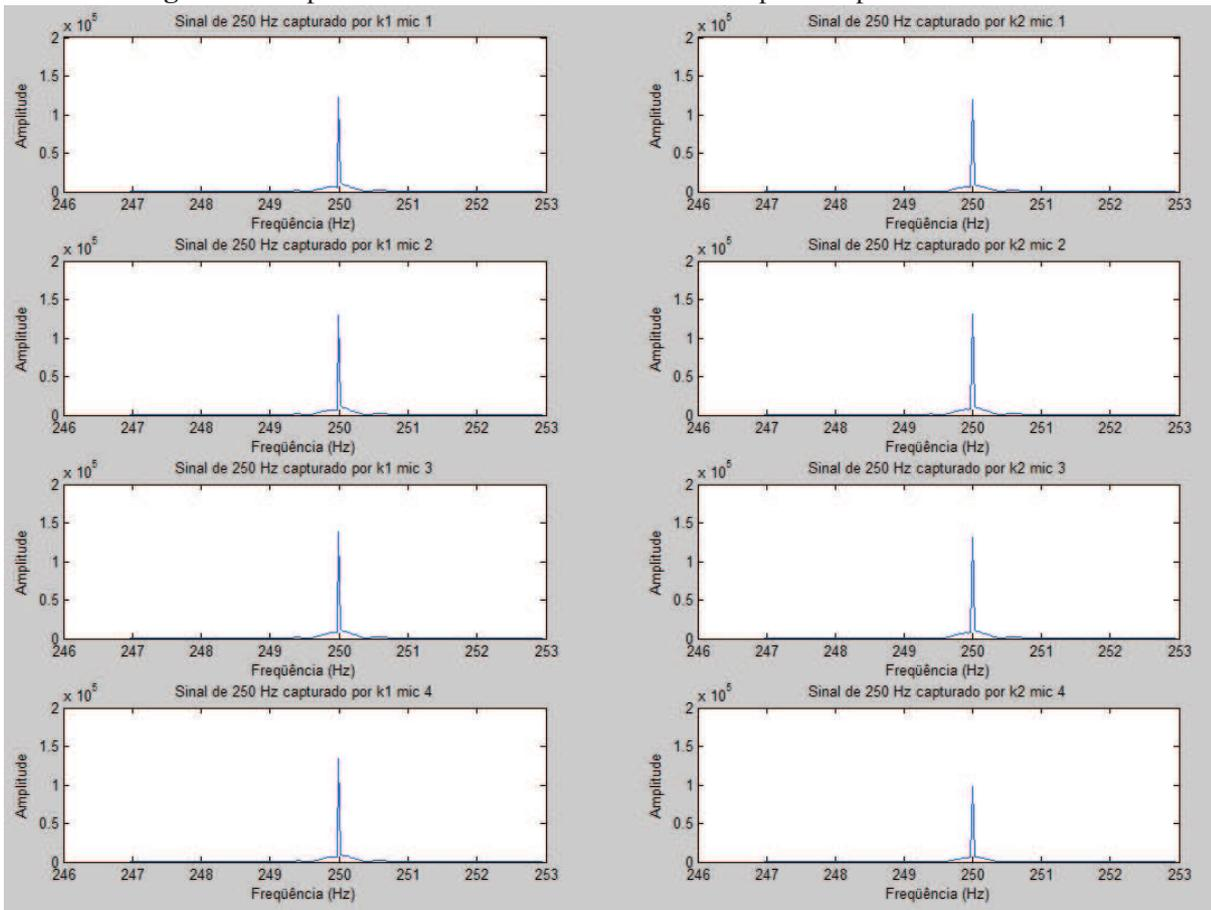 Sinal de 250 Hz capturado por k1 mic 1
x 10^5
2
1.5
1
0.5
0
Amplitude
246 247 248 249 250 251 252 253
Freqüência (Hz)
Sinal de 250 Hz capturado por k2 mic 1
x 10^5
2
1.5
1
0.5
0
Amplitude
246 247 248 249 250 251 252 253
Freqüência (Hz)
Sinal de 250 Hz capturado por k1 mic 2
x 10^5
2
1.5
1
0.5
0
Amplitude
246 247 248 249 250 251 252 253
Freqüência (Hz)
Sinal de 250 Hz capturado por k2 mic 2
x 10^5
2
1.5
1
0.5
0
Amplitude
246 247 248 249 250 251 252 253
Freqüência (Hz)
Sinal de 250 Hz capturado por k1 mic 3
x 10^5
2
1.5
1
0.5
0
Amplitude
246 247 248 249 250 251 252 253
Freqüência (Hz)
Sinal de 250 Hz capturado por k2 mic 3
x 10^5
2
1.5
1
0.5
0
Amplitude
246 247 248 249 250 251 252 253
Freqüência (Hz)
Sinal de 250 Hz capturado por k1 mic 4
x 10^5
2
1.5
1
0.5
0
Amplitude
246 247 248 249 250 251 252 253
Freqüência (Hz)
Sinal de 250 Hz capturado por k2 mic 4
x 10^5
2
1.5
1
0.5
0
Amplitude
246 247 248 249 250 251 252 253
Freqüência (Hz)